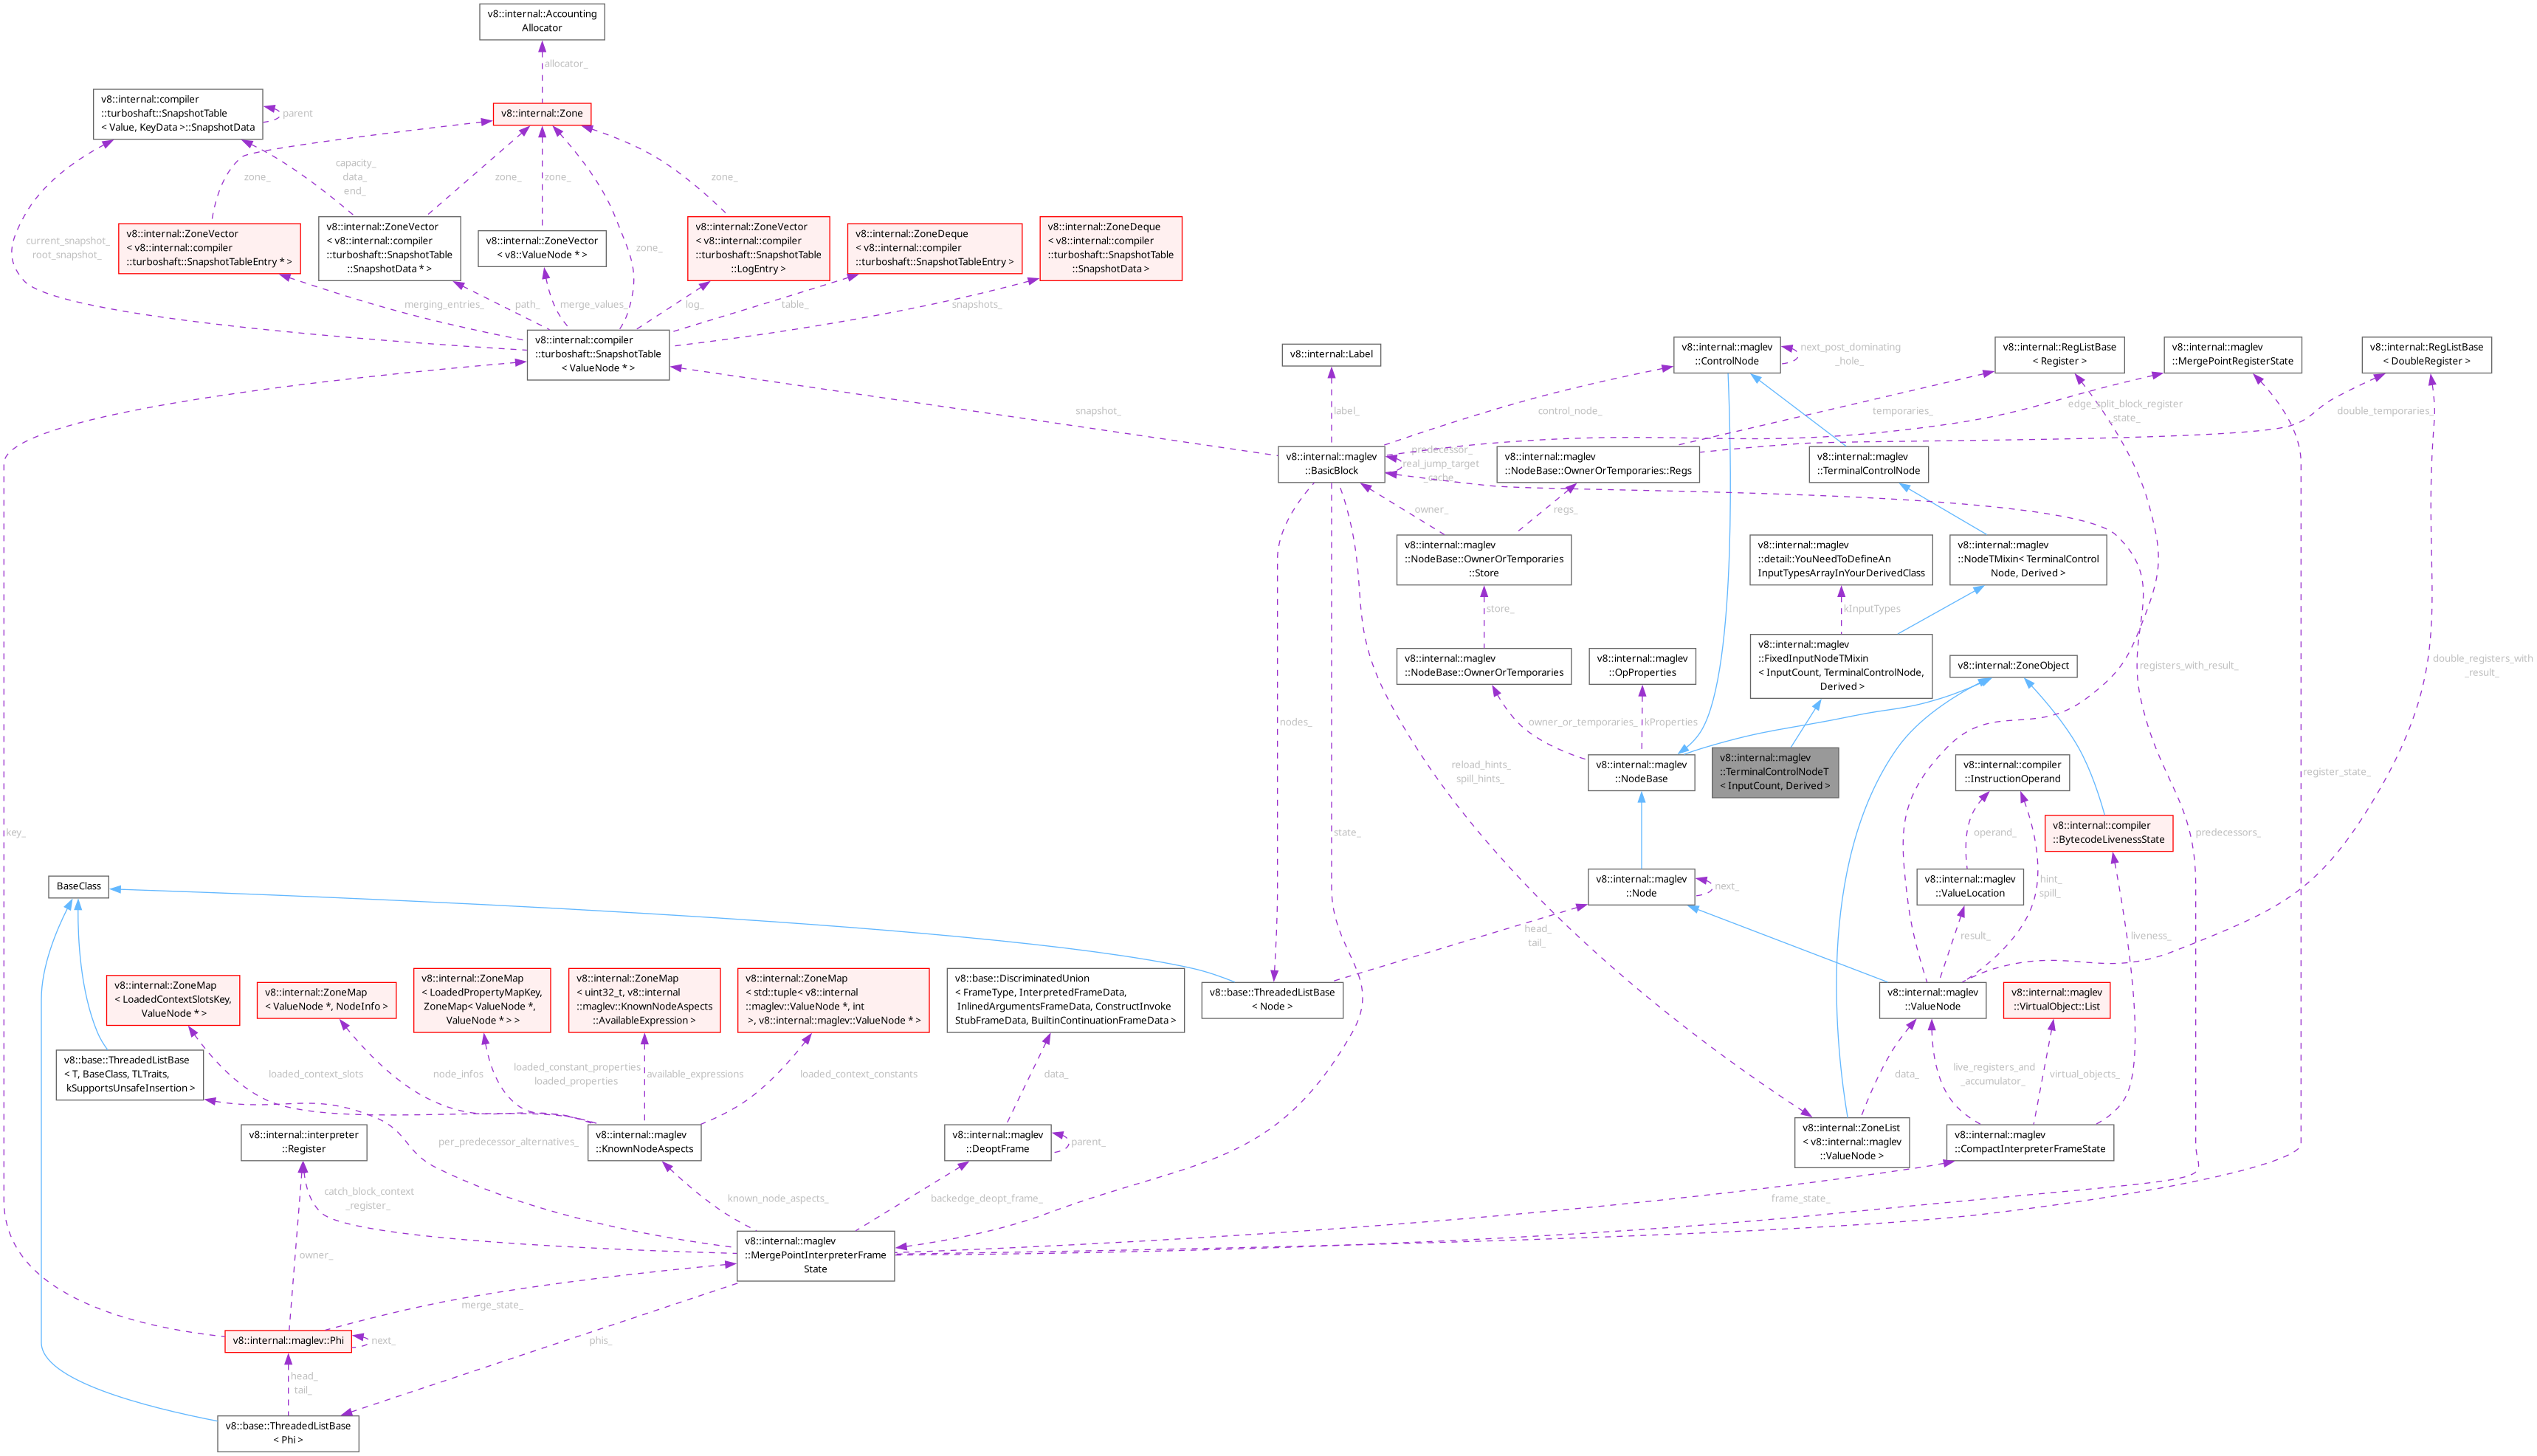 v8::internal::Accounting
Allocator
allocator_
v8::internal::compiler
::turboshaft::SnapshotTable
< Value, KeyData >::SnapshotData
parent
v8::internal::Zone
capacity_
data_
end_
zone_
zone_
zone_
zone_
current_snapshot_
root_snapshot_
v8::internal::ZoneVector
< v8::internal::compiler
::turboshaft::SnapshotTableEntry * >
v8::internal::ZoneVector
< v8::internal::compiler
::turboshaft::SnapshotTable
::SnapshotData * >
v8::internal::ZoneVector
< v8::ValueNode * >
zone_
v8::internal::ZoneVector
< v8::internal::compiler
::turboshaft::SnapshotTable
::LogEntry >
v8::internal::ZoneDeque
< v8::internal::compiler
::turboshaft::SnapshotTableEntry >
v8::internal::ZoneDeque
< v8::internal::compiler
::turboshaft::SnapshotTable
::SnapshotData >
merging_entries_
path_
merge_values_
log_
table_
snapshots_
v8::internal::compiler
::turboshaft::SnapshotTable
< ValueNode * >
v8::internal::Label
v8::internal::maglev
::ControlNode
next_post_dominating
_hole_
v8::internal::RegListBase
< Register >
v8::internal::maglev
::MergePointRegisterState
v8::internal::RegListBase
< DoubleRegister >
snapshot_
label_
control_node_
temporaries_
edge_split_block_register
_state_
double_temporaries_
v8::internal::maglev
::BasicBlock
predecessor_
real_jump_target
_cache_
v8::internal::maglev
::NodeBase::OwnerOrTemporaries::Regs
v8::internal::maglev
::TerminalControlNode
owner_
regs_
v8::internal::maglev
::NodeBase::OwnerOrTemporaries
::Store
v8::internal::maglev
::detail::YouNeedToDefineAn
InputTypesArrayInYourDerivedClass
v8::internal::maglev
::NodeTMixin< TerminalControl
Node, Derived >
store_
kInputTypes
v8::internal::maglev
::NodeBase::OwnerOrTemporaries
v8::internal::maglev
::OpProperties
v8::internal::maglev
::FixedInputNodeTMixin
< InputCount, TerminalControlNode,
Derived >
v8::internal::ZoneObject
registers_with_result_
double_registers_with
_result_
nodes_
owner_or_temporaries_
kProperties
reload_hints_
spill_hints_
v8::internal::maglev
::NodeBase
v8::internal::maglev
::TerminalControlNodeT
< InputCount, Derived >
v8::internal::compiler
::InstructionOperand
register_state_
key_
state_
operand_
v8::internal::compiler
::BytecodeLivenessState
predecessors_
BaseClass
v8::internal::maglev
::Node
next_
v8::internal::maglev
::ValueLocation
hint_
spill_
head_
tail_
result_
liveness_
v8::internal::ZoneMap
< LoadedContextSlotsKey,
ValueNode * >
v8::internal::ZoneMap
< ValueNode *, NodeInfo >
v8::internal::ZoneMap
< LoadedPropertyMapKey,
ZoneMap< ValueNode *,
ValueNode * > >
v8::internal::ZoneMap
< uint32_t, v8::internal
::maglev::KnownNodeAspects
::AvailableExpression >
v8::internal::ZoneMap
< std::tuple< v8::internal
::maglev::ValueNode *, int
>, v8::internal::maglev::ValueNode * >
v8::base::DiscriminatedUnion
< FrameType, InterpretedFrameData,
InlinedArgumentsFrameData, ConstructInvoke
StubFrameData, BuiltinContinuationFrameData >
v8::base::ThreadedListBase
< Node >
v8::internal::maglev
::ValueNode
v8::internal::maglev
::VirtualObject::List
v8::base::ThreadedListBase
< T, BaseClass, TLTraits,
kSupportsUnsafeInsertion >
loaded_context_slots
node_infos
loaded_constant_properties
loaded_properties
available_expressions
loaded_context_constants
data_
data_
live_registers_and
_accumulator_
virtual_objects_
v8::internal::interpreter
::Register
per_predecessor_alternatives_
v8::internal::maglev
::KnownNodeAspects
v8::internal::maglev
::DeoptFrame
parent_
v8::internal::ZoneList
< v8::internal::maglev
::ValueNode >
v8::internal::maglev
::CompactInterpreterFrameState
catch_block_context
_register_
known_node_aspects_
backedge_deopt_frame_
frame_state_
owner_
v8::internal::maglev
::MergePointInterpreterFrame
State
merge_state_
v8::internal::maglev::Phi
next_
phis_
head_
tail_
v8::base::ThreadedListBase
< Phi >